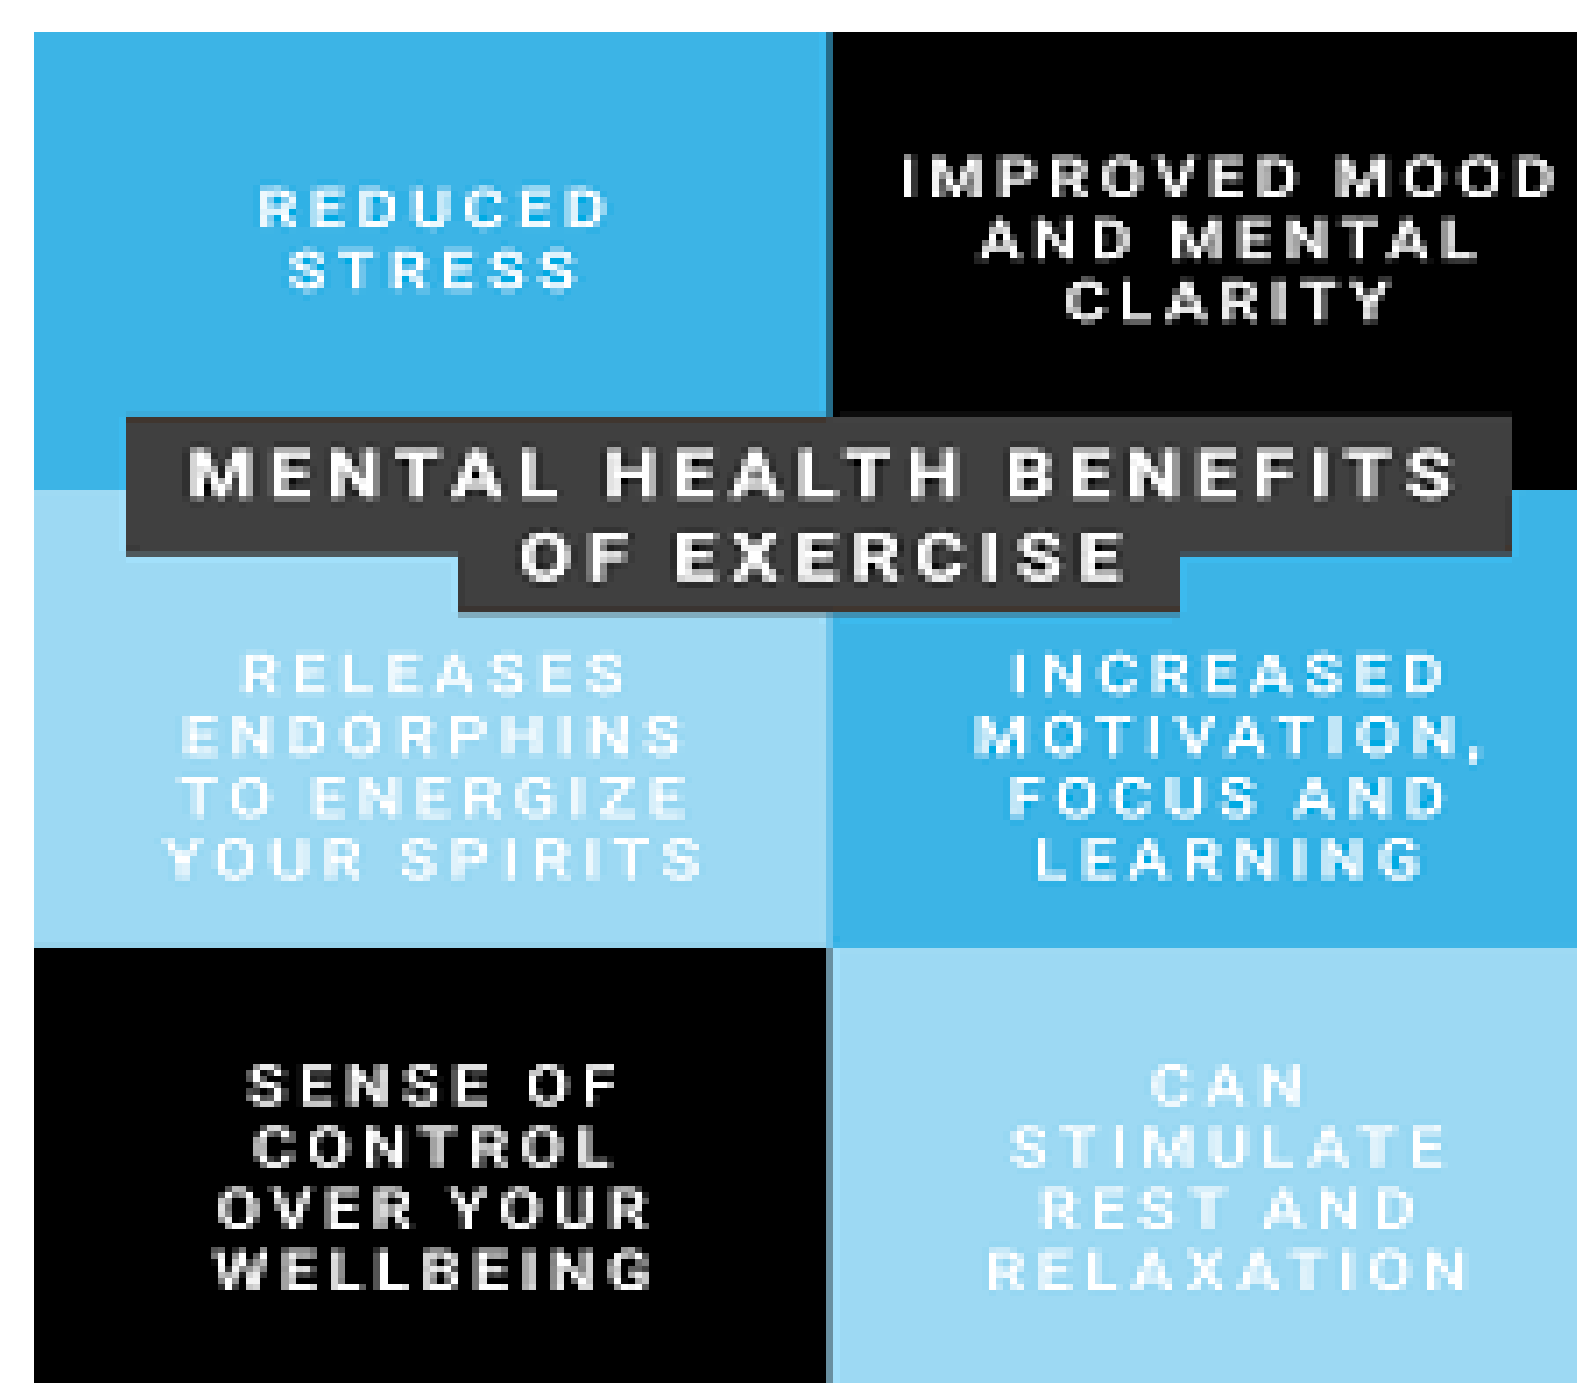 REDUCED
STRESS
IMPROVED MOOD
AND MENTAL
CLARITY
MENTAL HEALTH BENEFITS
OF EXERCISE
RELEASES
ENDORPHINS
TO ENERGIZE
YOUR SPIRITS
INCREASED
MOTIVATION,
FOCUS AND
LEARNING
SENSE OF
CONTROL
OVER YOUR
WELLBEING
CAN
STIMULATE
REST AND
RELAXATION